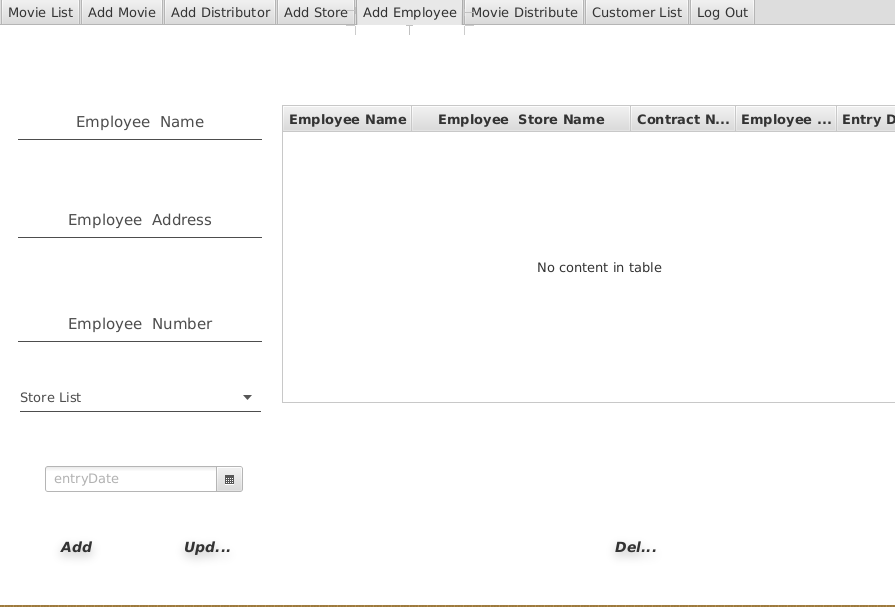 Movie List Add Movie Add Distributor Add Store Add Employee Movie Distribute Customer List Log Out
Employee Name
Employee Name Employee Store Name Contract N... Employee ... Entry D
Employee Address
No content in table
Employee Number
Store List
entryDate
Add Upd... Del...